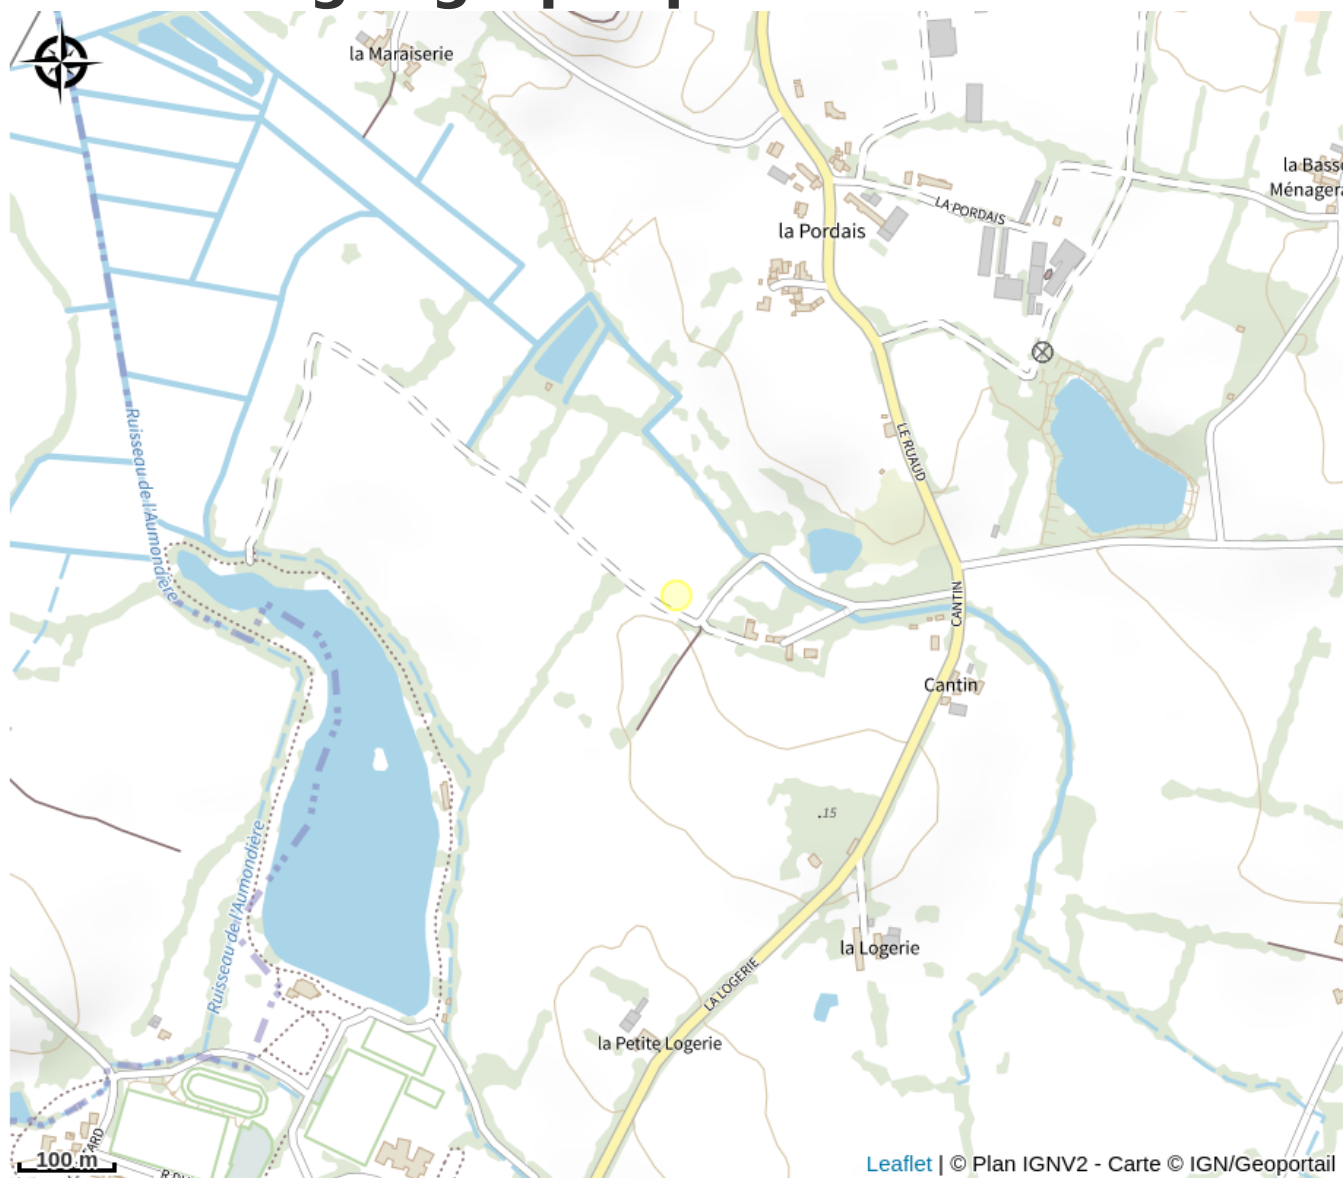 la Maraiserie
la Basse
Ménagera
LA PORDAIS
la Pordais
Ruisseau de l'Aumondière
LE RUAUD
CANTIN
Cantin
.15
Ruisseau de l'Aumondière
la Logerie
LA LOGERIE
la Petite Logerie
ARD
100 m
Leaflet | © Plan IGNV2 - Carte © IGN/Geoportail